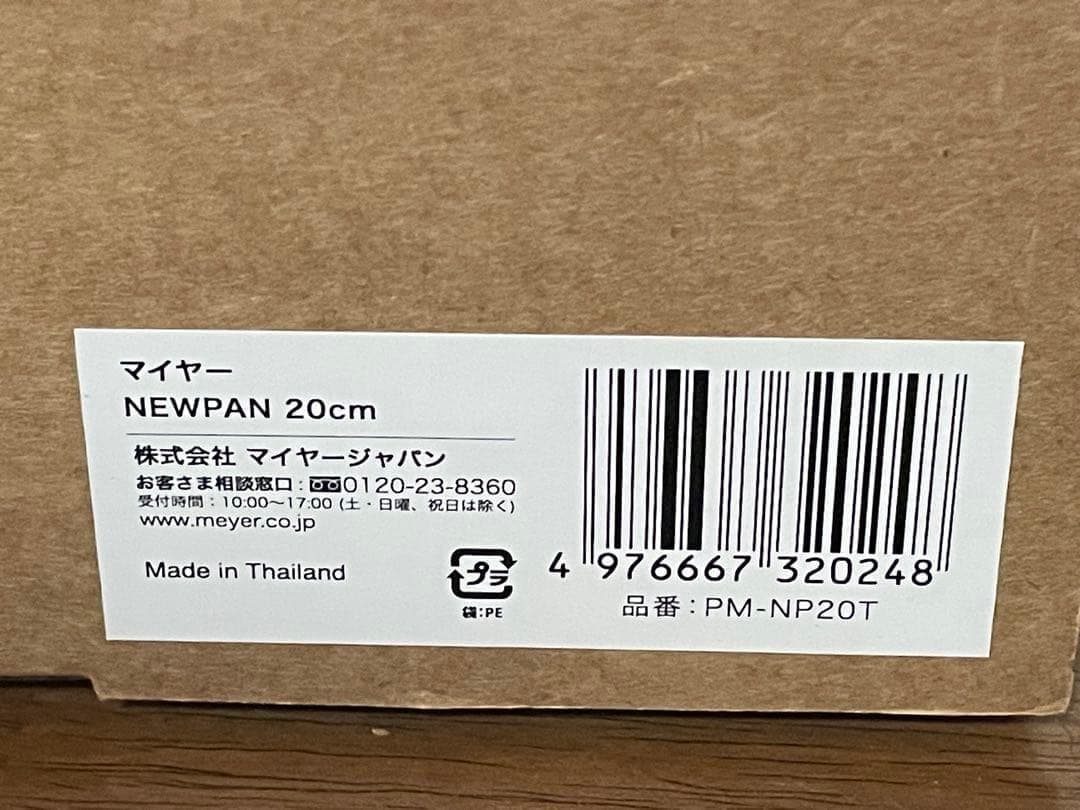 マイヤー
NEWPAN 20cm
株式会社 マイヤージャパン
お客さま相談窓口：0120-23-8360
受付時間：10:00～17:00 (土・日曜、祝日は除く)
www.meyer.co.jp
Made in Thailand
プラ
袋:PE
4 976667 320248
品番：PM-NP20T